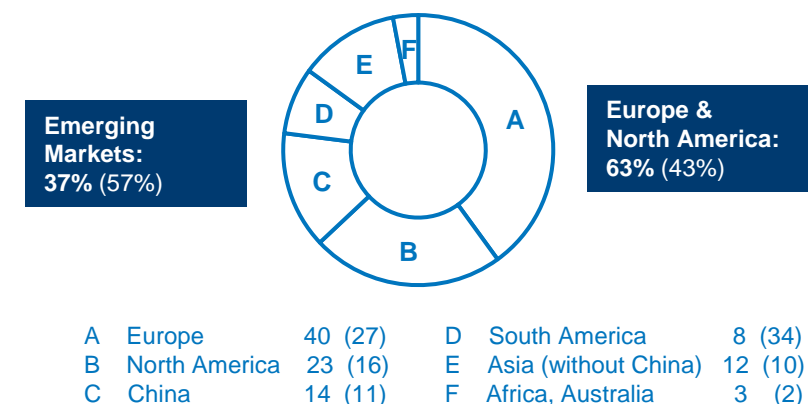 F
E
A
D
C
B
Emerging
Markets:
37% (57%)
Europe &
North America:
63% (43%)
A Europe 40 (27)
B North America 23 (16)
C China 14 (11)
D South America 8 (34)
E Asia (without China) 12 (10)
F Africa, Australia 3 (2)